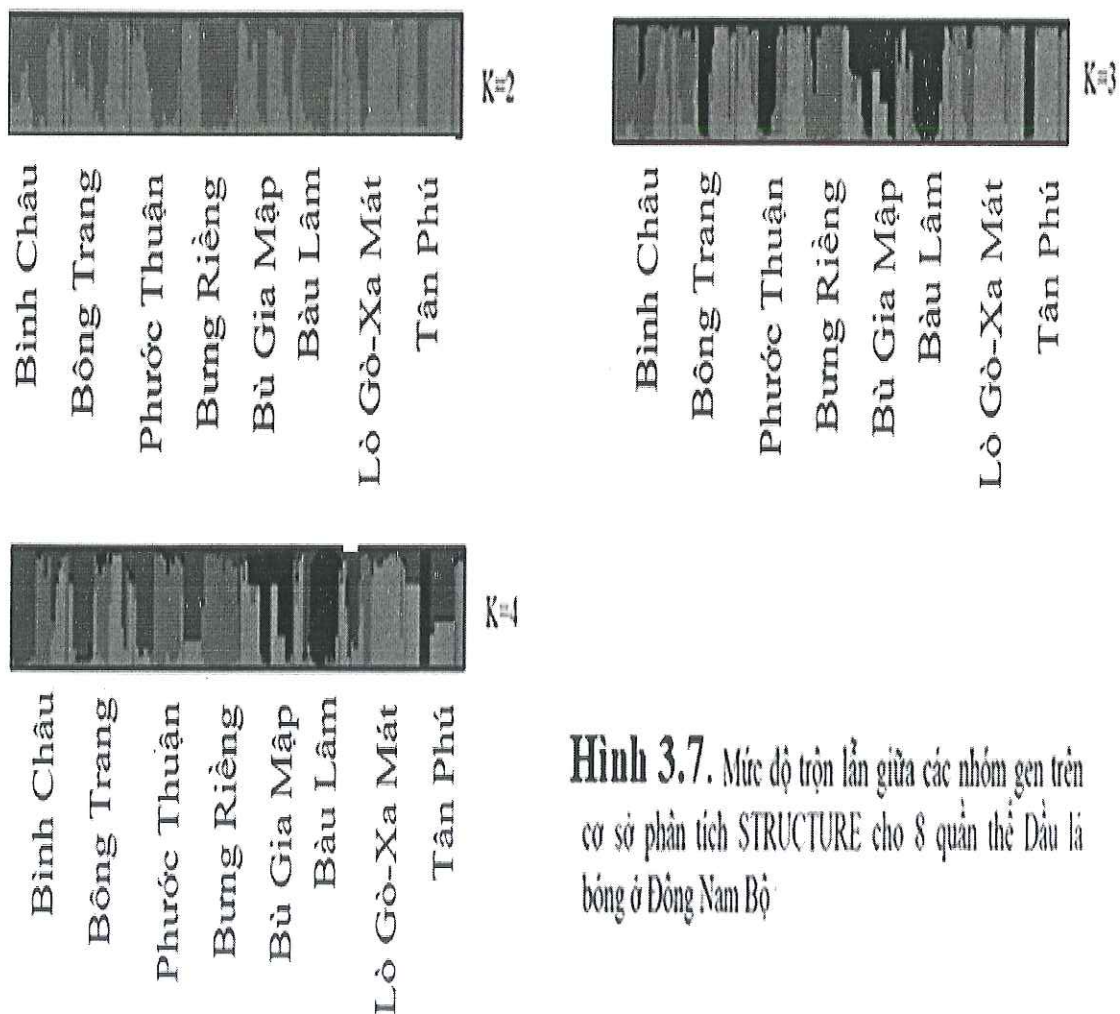 K=2
Bình Châu
Bông Trang
Phước Thuận
Bưng Riềng
Bù Gia Mập
Bàu Lâm
Lò Gò-Xa Mát
Tân Phú
K=3
Bình Châu
Bông Trang
Phước Thuận
Bưng Riềng
Bù Gia Mập
Bàu Lâm
Lò Gò-Xa Mát
Tân Phú
K=4
Bình Châu
Bông Trang
Phước Thuận
Bưng Riềng
Bù Gia Mập
Bàu Lâm
Lò Gò-Xa Mát
Tân Phú
Hình 3.7. Mức độ trộn lẫn giữa các nhóm gen trên
cơ sở phân tích STRUCTURE cho 8 quần thể Dầu lá
bóng ở Đông Nam Bộ